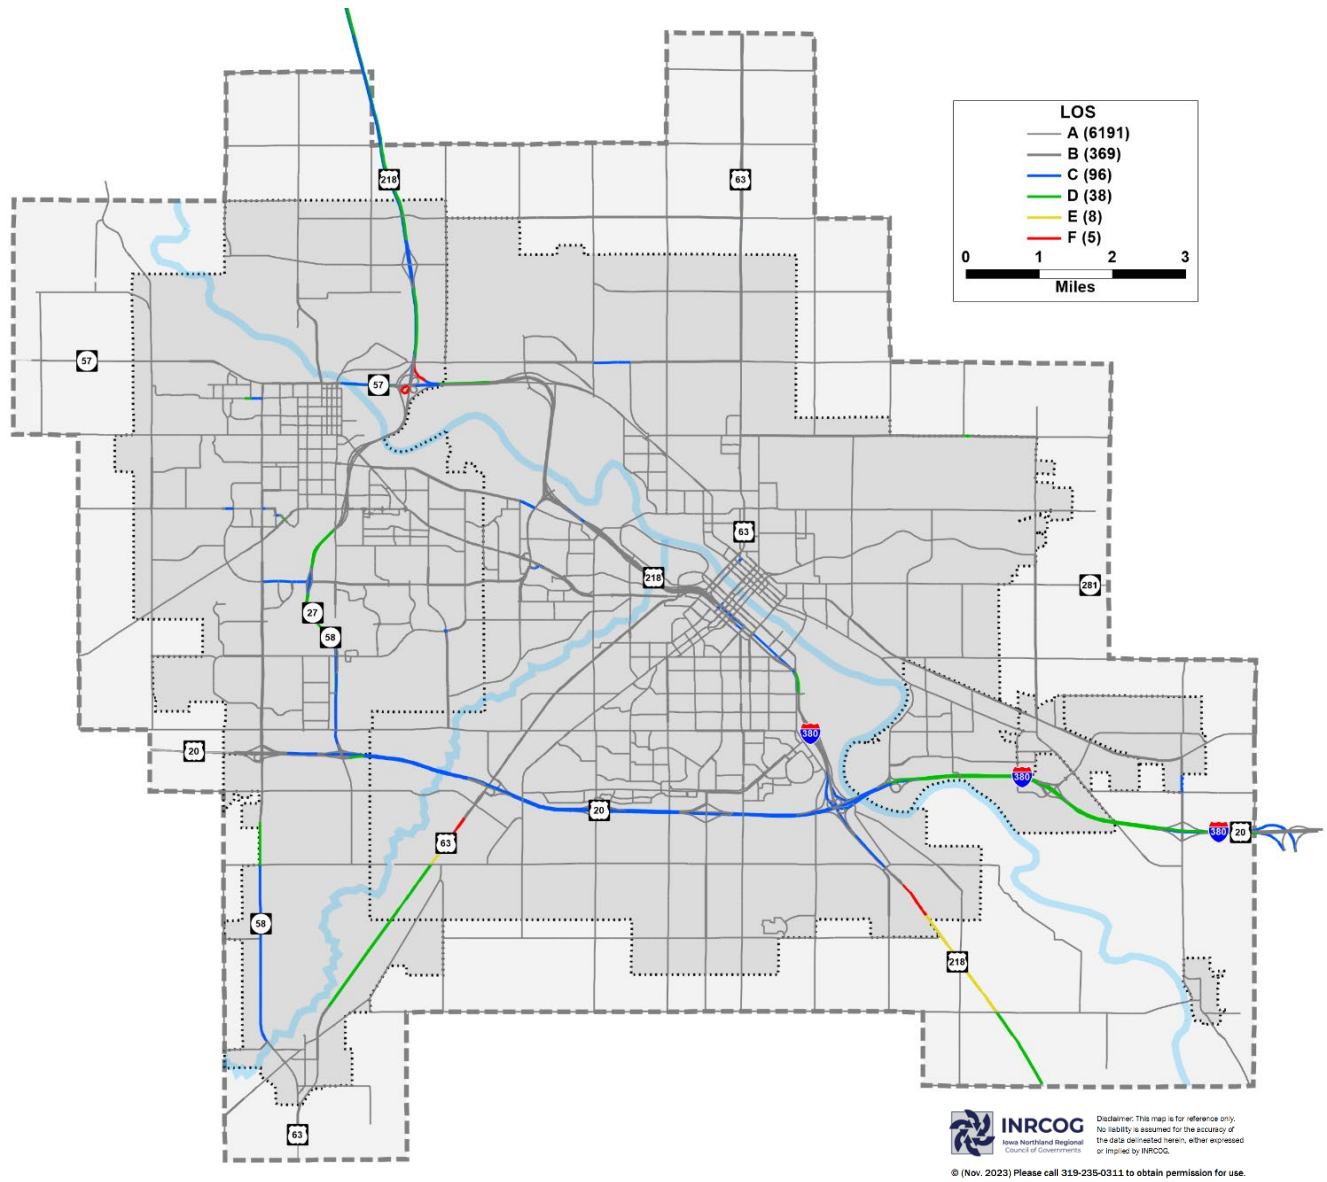 218
63
LOS
A (6191)
B (369)
C (96)
D (38)
E (8)
F (5)
0 1 2 3
Miles
57
57
63
218
281
27
58
20
380
380
20
63
380 20
58
218
63
INRCOG
Iowa Northland Regional
Council of Governments
Disclaimer: This map is for reference only.
No liability is assumed for the accuracy of
the data delineated herein, either expressed
or implied by INRCOG.
© (Nov. 2023) Please call 319-235-0311 to obtain permission for use.